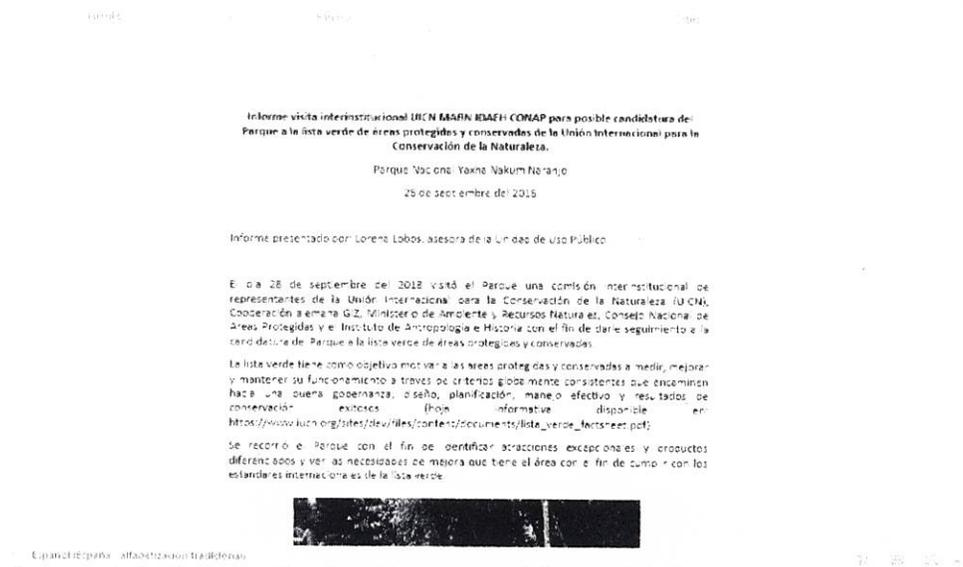 Informe visita interinstitucional UICN MARN IDAEH CONAP para posible candidatura del
Parque a la lista verde de áreas protegidas y conservadas de la Unión Internacional para la
Conservación de la Naturaleza.
Parque Nacional Yaxha Nakum Naranjo
de septiembre del
Informe presentado por: Lorena Lobos, asesora de la Unidad de Uso Público
El día 28 de septiembre del 2018 visitó el Parque una comisión interinstitucional de
representantes de la Unión Internacional para la Conservación de la Naturaleza (UICN),
Cooperación alemana GIZ, Ministerio de Ambiente y Recursos Naturales, Consejo Nacional de
Areas Protegidas y el Instituto de Antropología e Historia con el fin de darle seguimiento a la
candidatura del Parque a la lista verde de áreas protegidas y conservadas.
La lista verde tiene como objetivo motivar a las areas protegidas y conservadas a medir, mejorar
y mantener su funcionamiento a través de criterios globalmente consistentes que encaminen
hacia una buena gobernanza, diseño, planificación, manejo efectivo y resultados de
conservación exitosos (hoja informativa disponible en:
https://www.iucn.org/sites/dev/files/content/documents/lista_verde_factsheet.pdf)
Se recorrió el Parque con el fin de identificar atracciones excepcionales y productos
diferenciados y ver las necesidades de mejora que tiene el área con el fin de cumplir con los
estándares internacionales de la lista verde.
Español (España - alfabetización tradicional)